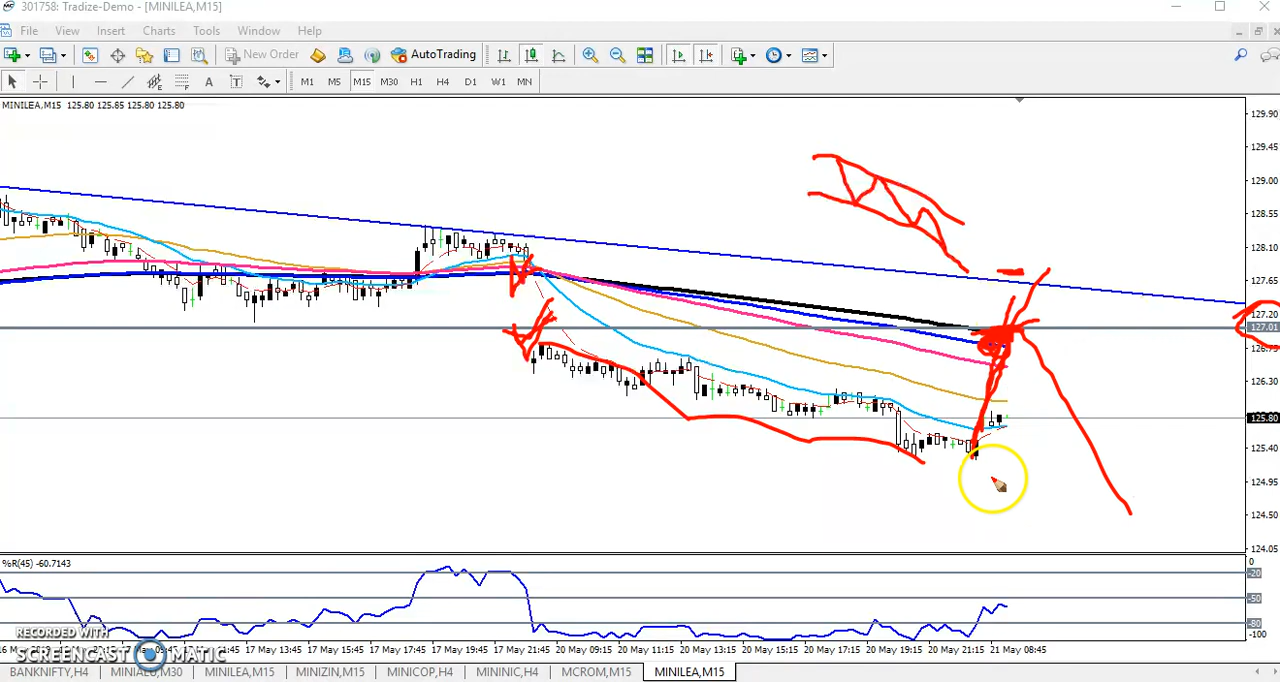 301758: Tradize-Demo - [MINILEA,M15]
File View Insert Charts Tools Window Help
New Order AutoTrading
A T M1 M5 M15 M30 H1 H4 D1 W1 MN
MINILEA,M15 125.80 125.85 125.80 125.80
129.90
129.45
129.00
128.55
128.10
127.65
127.20
127.01
126.75
126.30
125.80
125.40
124.95
124.50
124.05
%R(45) -60.7143
0
-20
-50
-80
-100
RECORDED WITH
SCREENCAST MATIC
17 May 13:45 17 May 15:45 17 May 17:45 17 May 19:45 17 May 21:45 20 May 09:15 20 May 11:15 20 May 13:15 20 May 15:15 20 May 17:15 20 May 19:15 20 May 21:15 21 May 08:45
BANKNIFTY,H4 MINIALU,M30 MINILEA,M15 MINIZIN,M15 MINICOP,H4 MININIC,H4 MCROM,M15 MINILEA,M15